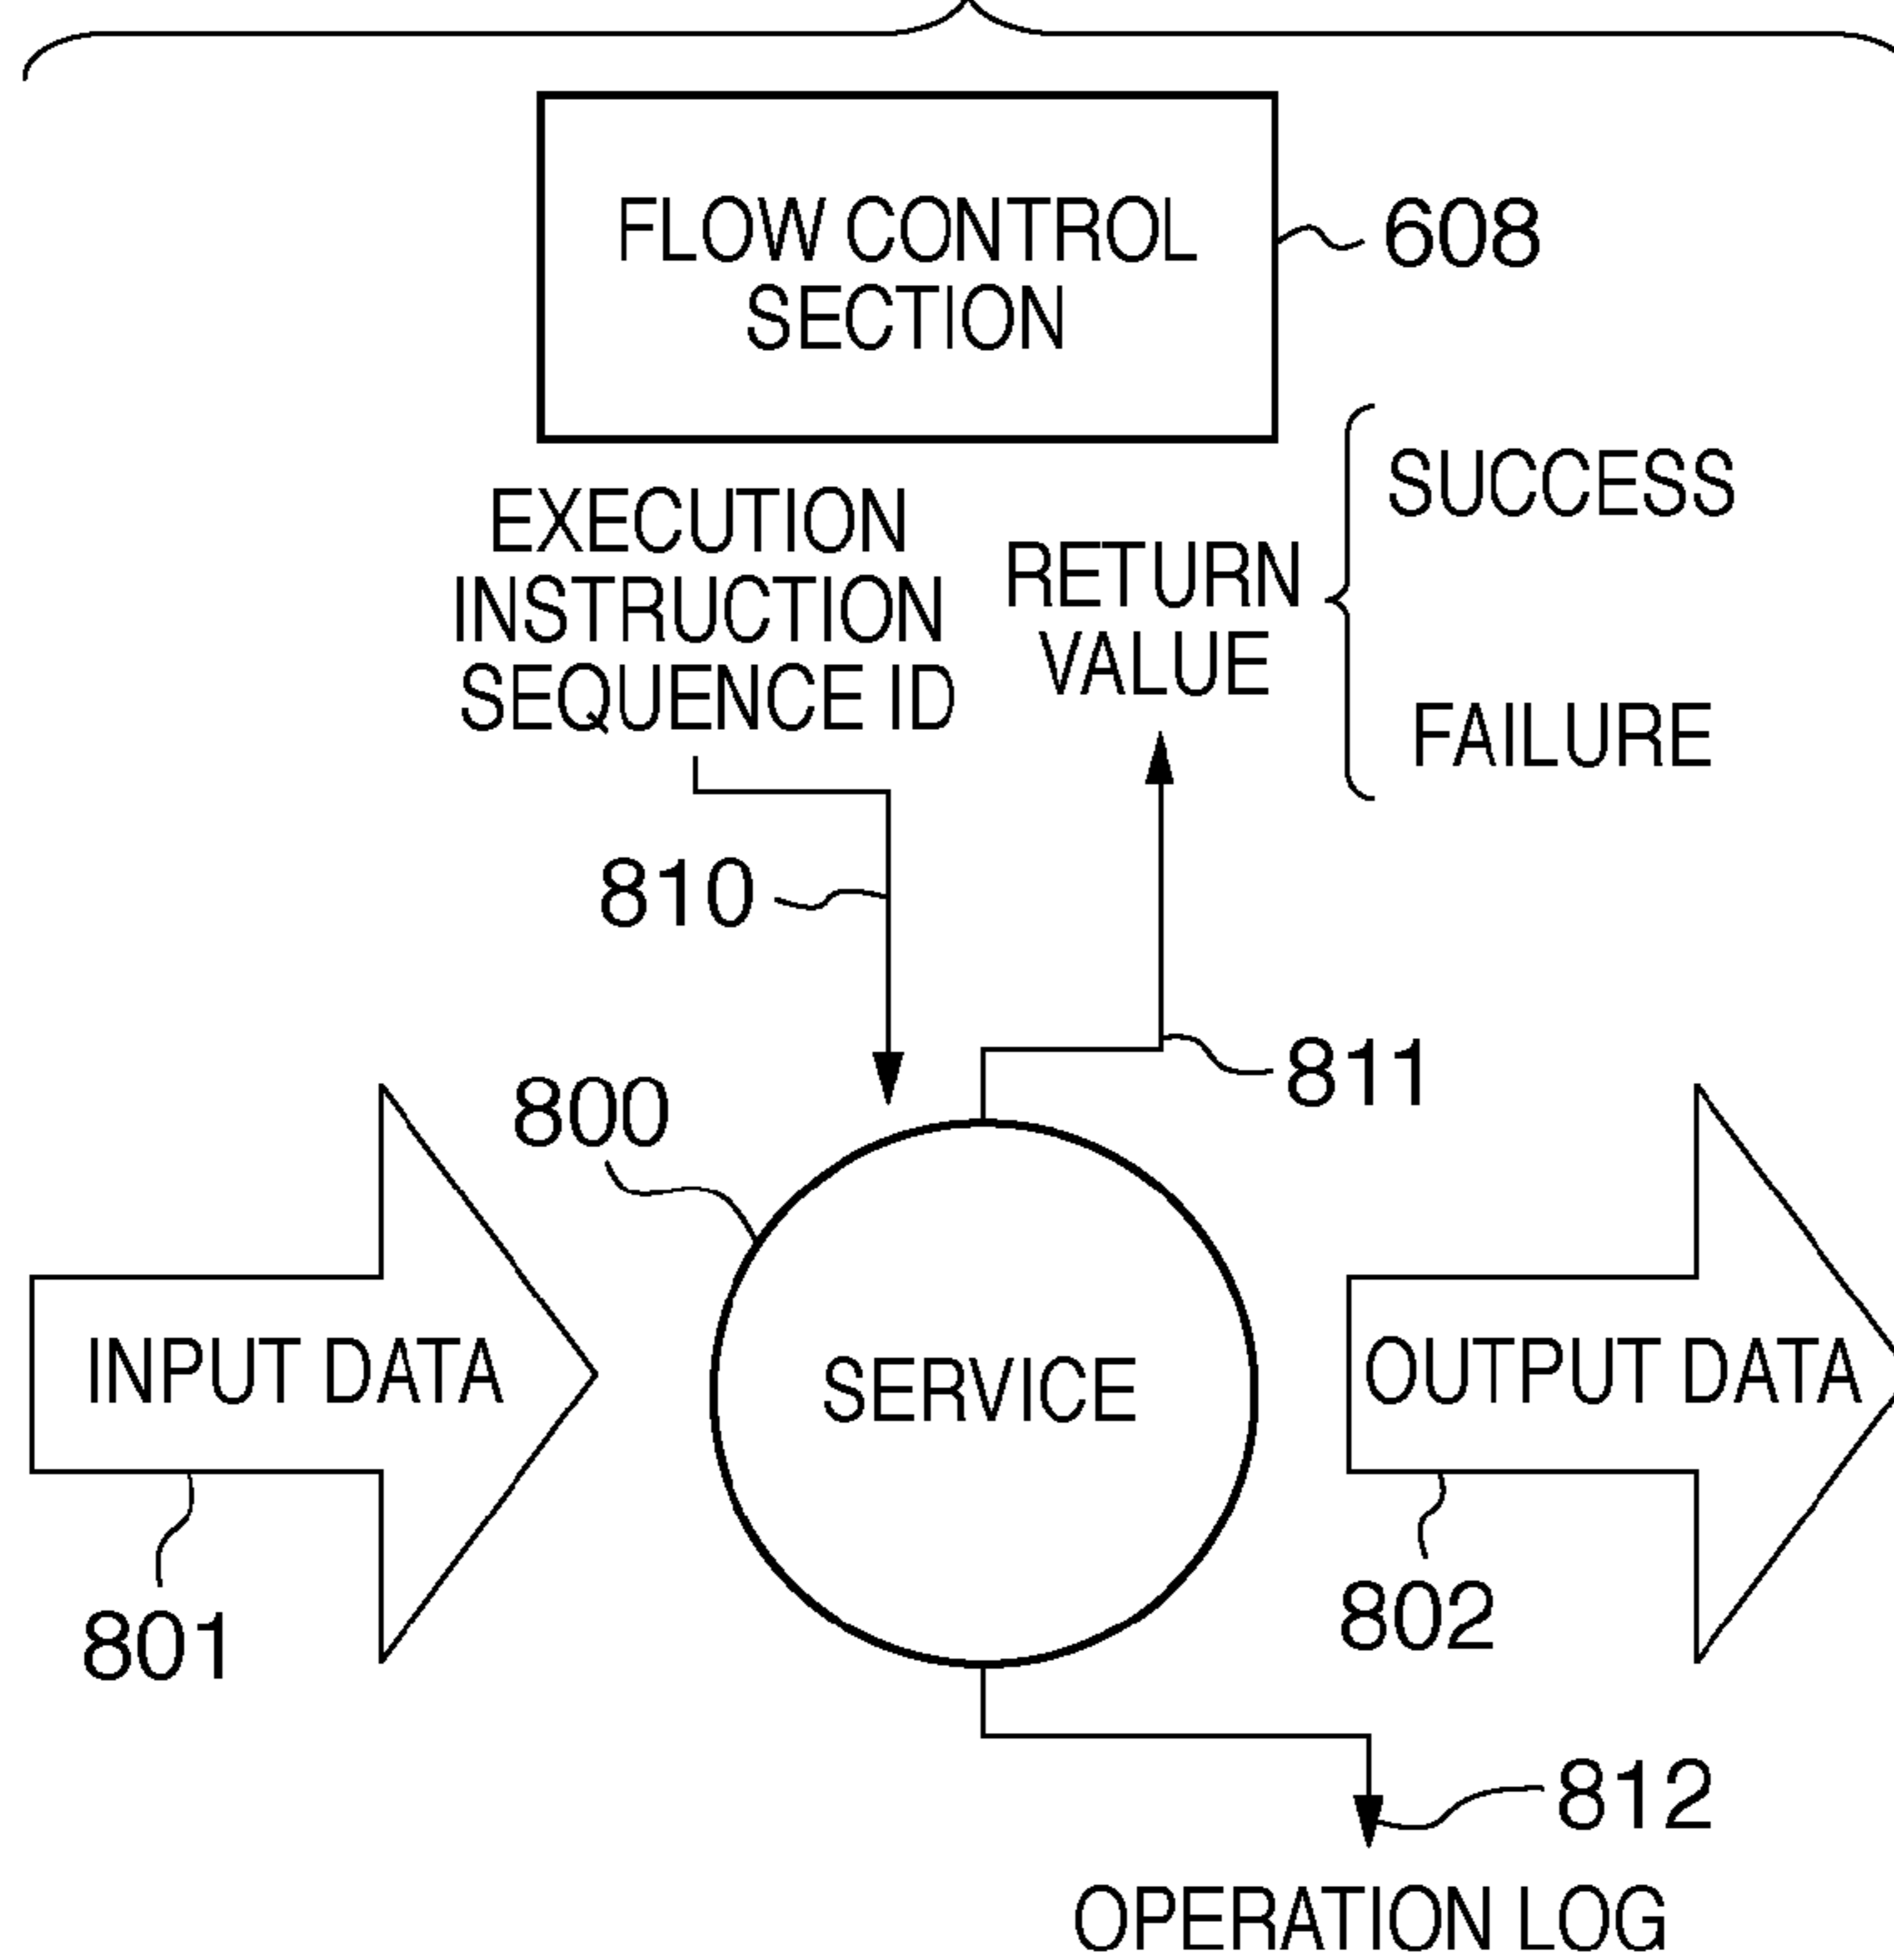 FLOW CONTROL
SECTION
608
EXECUTION
INSTRUCTION
SEQUENCE ID
RETURN
VALUE
SUCCESS
FAILURE
810
811
800
INPUT DATA
SERVICE
OUTPUT DATA
801
802
812
OPERATION LOG